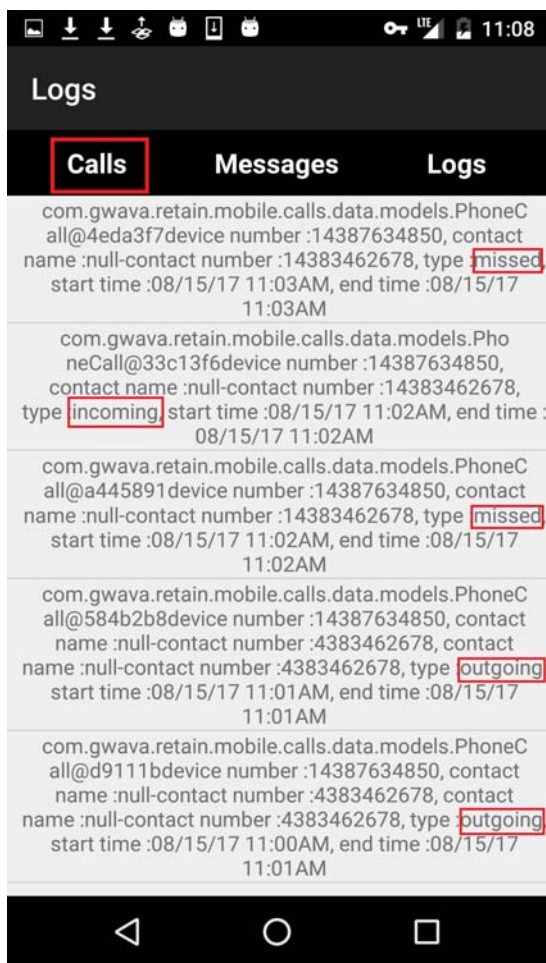 LTE 11:08
Logs
Calls Messages Logs
com.gwava.retain.mobile.calls.data.models.PhoneC
all@4eda3f7device number :14387634850, contact
name :null-contact number :14383462678, type :missed,
start time :08/15/17 11:03AM, end time :08/15/17
11:03AM
com.gwava.retain.mobile.calls.data.models.Pho
neCall@33c13f6device number :14387634850,
contact name :null-contact number :14383462678,
type :incoming, start time :08/15/17 11:02AM, end time :
08/15/17 11:02AM
com.gwava.retain.mobile.calls.data.models.PhoneC
all@a445891device number :14387634850, contact
name :null-contact number :14383462678, type :missed,
start time :08/15/17 11:02AM, end time :08/15/17
11:02AM
com.gwava.retain.mobile.calls.data.models.PhoneC
all@584b2b8device number :14387634850, contact
name :null-contact number :4383462678, contact
name :null-contact number :4383462678, type :outgoing,
start time :08/15/17 11:01AM, end time :08/15/17
11:01AM
com.gwava.retain.mobile.calls.data.models.PhoneC
all@d9111bdevice number :14387634850, contact
name :null-contact number :4383462678, contact
name :null-contact number :4383462678, type :outgoing,
start time :08/15/17 11:00AM, end time :08/15/17
11:01AM